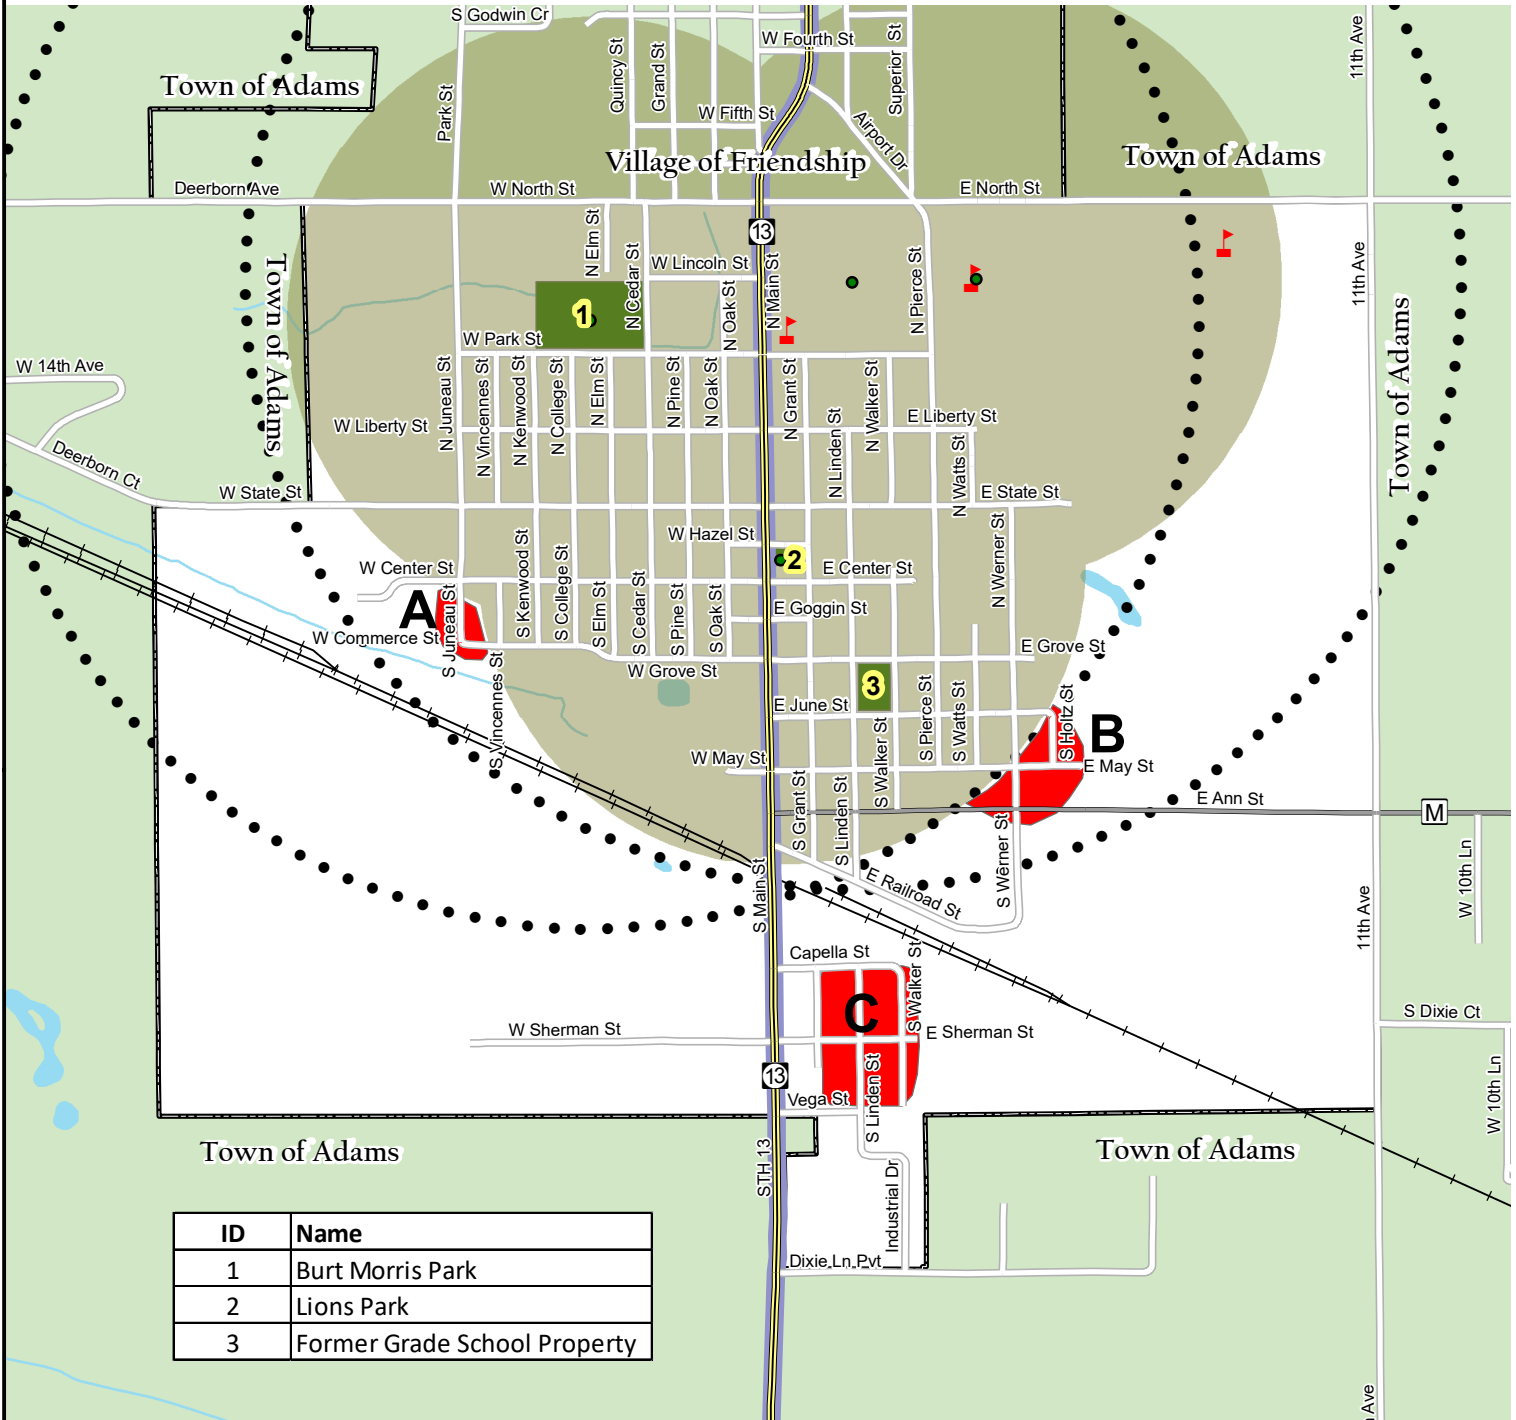 S Godwin Cr
W Fourth St
11th Ave
Quincy St
Grand St
Superior St
Town of Adams
Park St
W Fifth St
Airport Dr
Village of Friendship
Town of Adams
Deerborn Ave
W North St
E North St
N Elm St
13
N Cedar St
W Lincoln St
N Main St
N Pierce St
11th Ave
Town of Adams
N Oak St
1
W Park St
Town of Adams
W 14th Ave
N Juneau St
N Vincennes St
N Kenwood St
N College St
N Elm St
N Pine St
N Oak St
N Grant St
N Linden St
N Walker St
E Liberty St
W Liberty St
N Watts St
Deerborn Ct
W State St
E State St
N Werner St
W Hazel St
2
W Center St
E Center St
A
S Juneau St
S Kenwood St
S College St
S Elm St
S Cedar St
S Pine St
S Oak St
E Goggin St
W Commerce St
E Grove St
W Grove St
S Vincennes St
3
E June St
S Walker St
S Pierce St
S Watts St
S Holtz St
B
W May St
E May St
S Grant St
S Linden St
E Ann St
M
S Werner St
W 10th Ln
S Main St
E Railroad St
11th Ave
Capella St
S Walker St
C
W Sherman St
E Sherman St
S Dixie Ct
13
S Linden St
Vega St
W 10th Ln
Town of Adams
Town of Adams
STH 13
Industrial Dr
Dixie Ln Pvt
ID Name
1 Burt Morris Park
2 Lions Park
3 Former Grade School Property
Ave